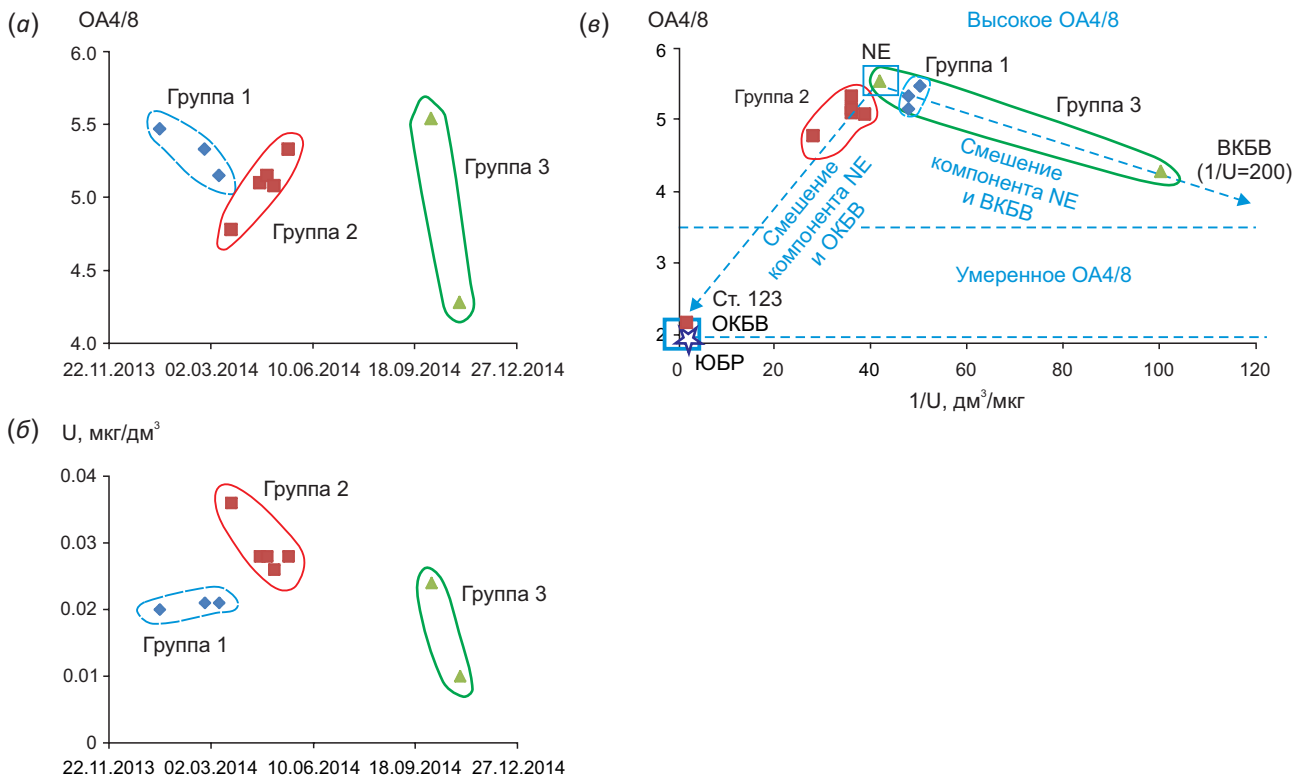 (а)
ОА4/8
6.0
5.5
5.0
4.5
4.0
Группа 1
Группа 2
Группа 3
22.11.2013 02.03.2014 10.06.2014 18.09.2014 27.12.2014
(б)
U, мкг/дм³
0.04
0.03
0.02
0.01
0
Группа 2
Группа 1
Группа 3
22.11.2013 02.03.2014 10.06.2014 18.09.2014 27.12.2014
(в)
ОА4/8
Высокое ОА4/8
6
5
4
3
2
NE
Группа 1
Группа 2
Группа 3
ВКБВ
(1/U=200)
Смешение
компонента NE
и ВКБВ
Смешение
компонента NE
и ОКБВ
Умеренное ОА4/8
Ст. 123
ОКБВ
ЮБР
0 20 40 60 80 100 120
1/U, дм³/мкг